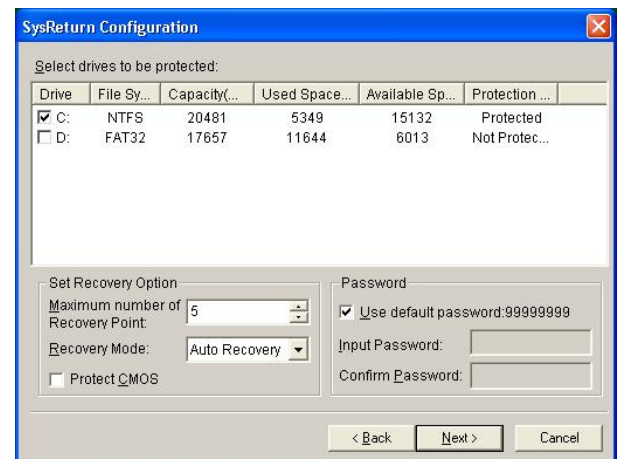 SysReturn Configuration
Select drives to be protected:
Drive File Sy... Capacity(... Used Space... Available Sp... Protection ...
C: NTFS 20481 5349 15132 Protected
D: FAT32 17657 11644 6013 Not Protec...
Set Recovery Option
Maximum number of Recovery Point: 5
Recovery Mode: Auto Recovery
Protect CMOS
Password
Use default password:99999999
Input Password:
Confirm Password:
< Back Next > Cancel